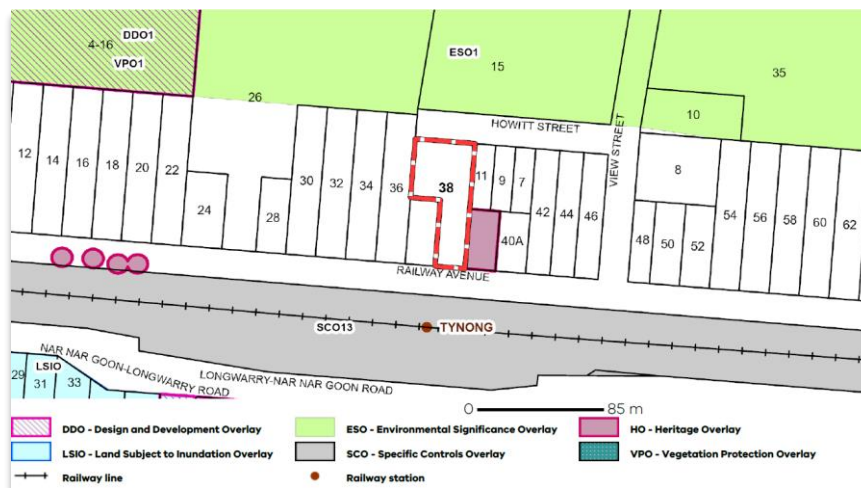 DDO1
4-16
VPO1
ESO1
15
35
26
10
HOWITT STREET
VIEW STREET
12
14
16
18
20
22
24
28
30
32
34
36
38
11
9
7
42
44
46
8
40A
48
50
52
54
56
58
60
62
RAILWAY AVENUE
SCO13
TYNONG
NAR NAR GOON-LONGWARRY ROAD
LONGWARRY-NAR NAR GOON ROAD
LSIO
29
31
33
0 85 m
DDO - Design and Development Overlay
ESO - Environmental Significance Overlay
HO - Heritage Overlay
LSIO - Land Subject to Inundation Overlay
SCO - Specific Controls Overlay
VPO - Vegetation Protection Overlay
Railway line
Railway station